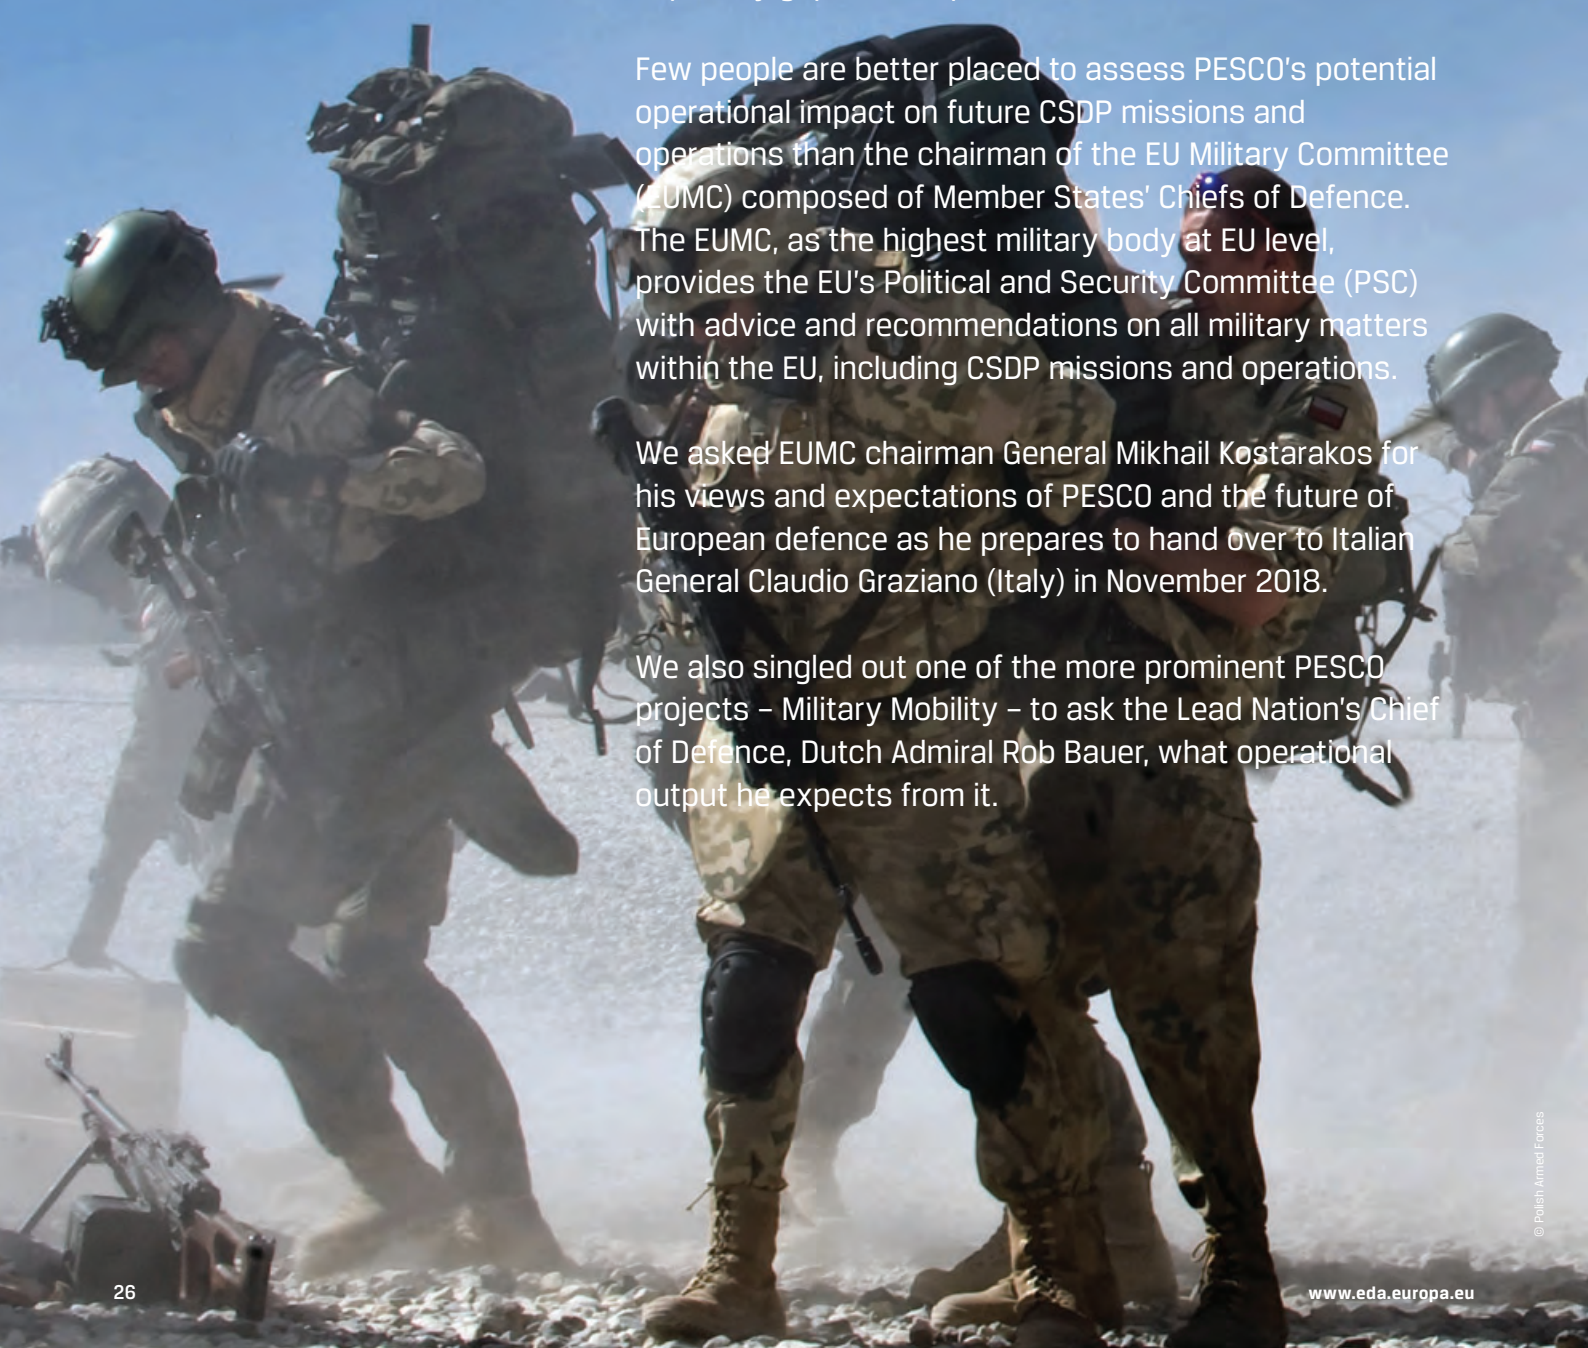 Few people are better placed to assess PESCO's potential
operational impact on future CSDP missions and
operations than the chairman of the EU Military Committee
(EUMC) composed of Member States' Chiefs of Defence.
The EUMC, as the highest military body at EU level,
provides the EU's Political and Security Committee (PSC)
with advice and recommendations on all military matters
within the EU, including CSDP missions and operations.
We asked EUMC chairman General Mikhail Kostarakos for
his views and expectations of PESCO and the future of
European defence as he prepares to hand over to Italian
General Claudio Graziano (Italy) in November 2018.
We also singled out one of the more prominent PESCO
projects – Military Mobility – to ask the Lead Nation's Chief
of Defence, Dutch Admiral Rob Bauer, what operational
output he expects from it.
© Polish Armed Forces
26
www.eda.europa.eu